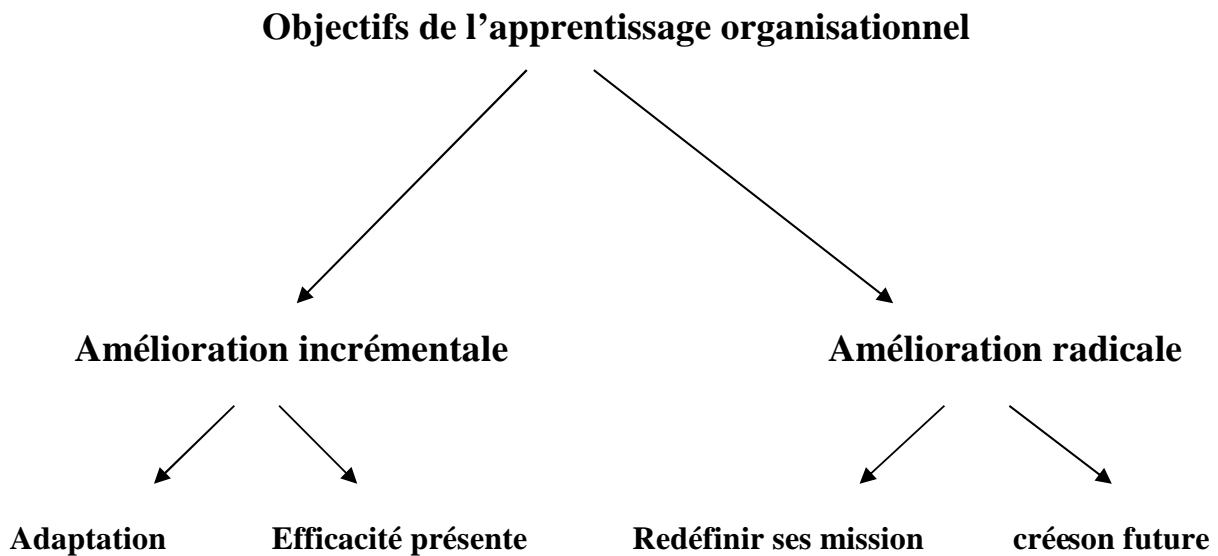 Objectifs de l’apprentissage organisationnel
Amélioration incrémentale Amélioration radicale
Adaptation Efficacité présente Redéfinir ses mission créeson future